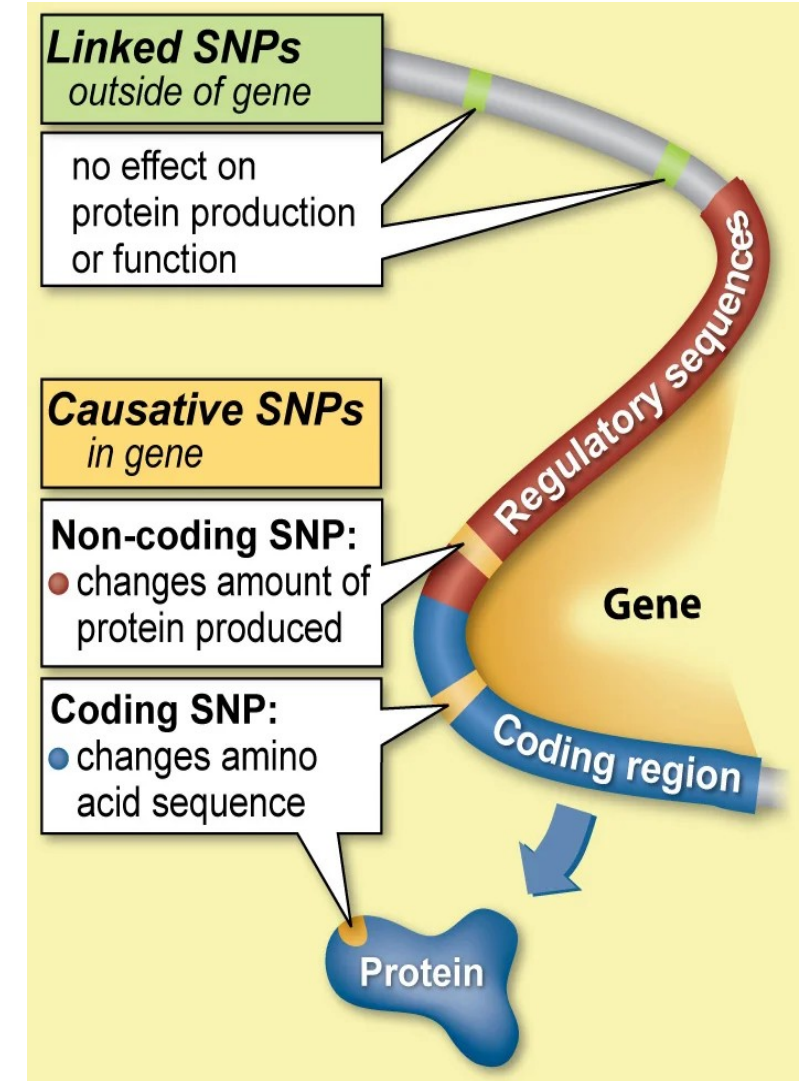 Linked SNPs
outside of gene
no effect on
protein production
or function
Regulatory sequences
Causative SNPs
in gene
Non-coding SNP:
changes amount of
protein produced
Gene
Coding SNP:
changes amino
acid sequence
Coding region
Protein